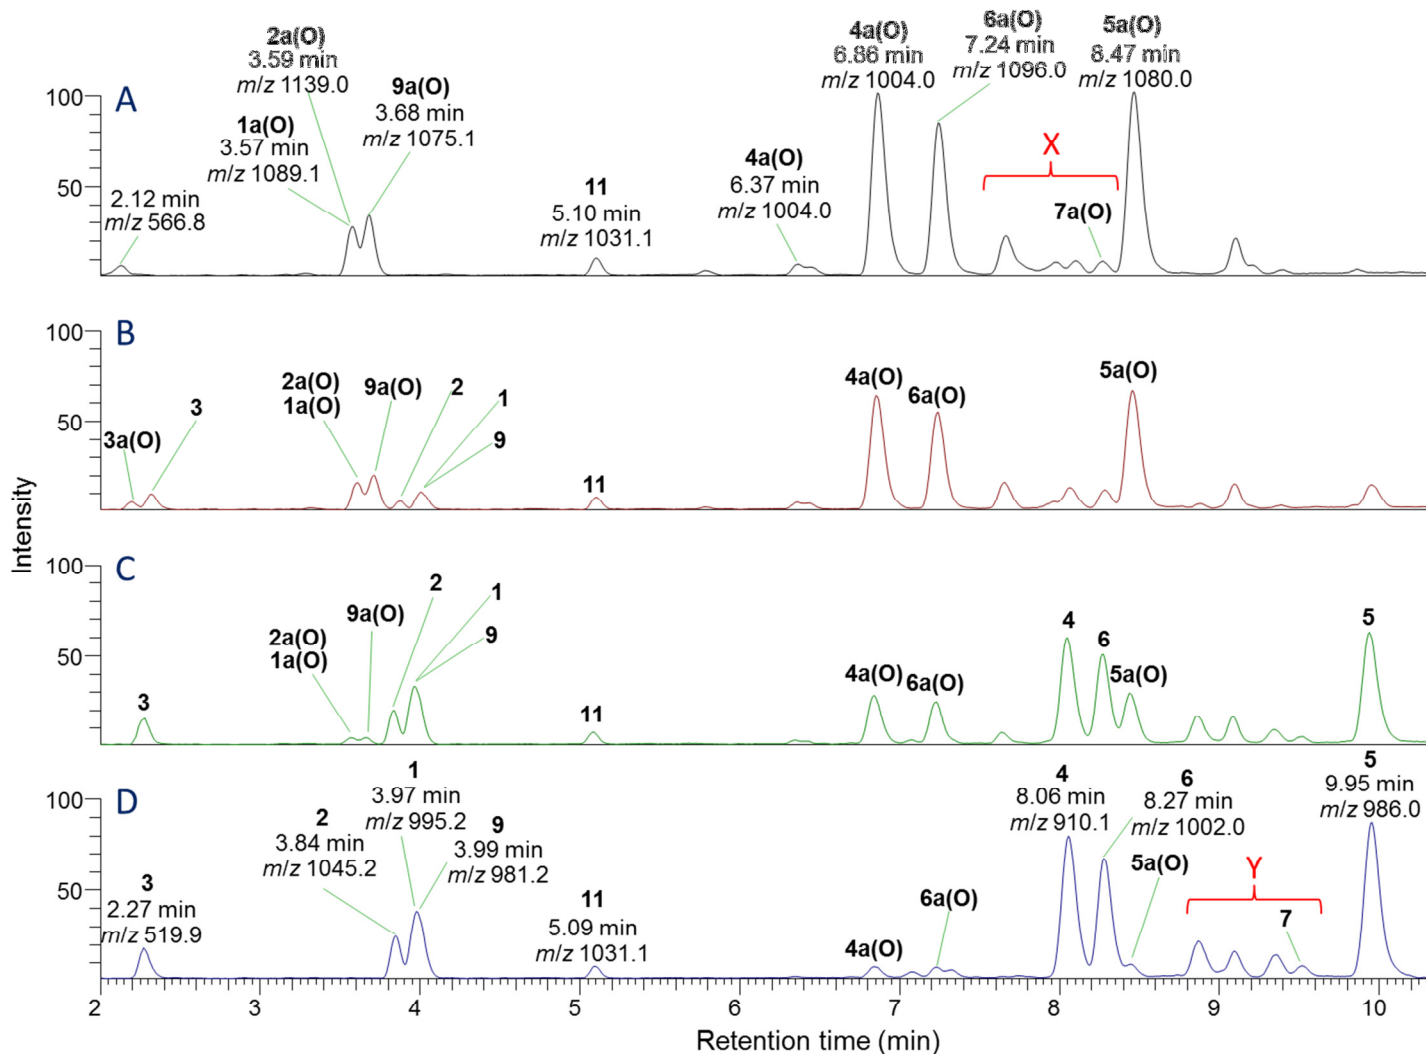 A
2a(O)
3.59 min
m/z 1139.0
9a(O)
3.68 min
m/z 1075.1
1a(O)
3.57 min
m/z 1089.1
2.12 min
m/z 566.8
11
5.10 min
m/z 1031.1
4a(O)
6.37 min
m/z 1004.0
4a(O)
6.86 min
m/z 1004.0
6a(O)
7.24 min
m/z 1096.0
X
7a(O)
5a(O)
8.47 min
m/z 1080.0
100
50
B
3a(O)
3
2a(O)
1a(O)
9a(O)
2
1
9
11
4a(O)
6a(O)
5a(O)
100
50
C
3
2a(O)
1a(O)
9a(O)
2
1
9
11
4a(O)
6a(O)
4
6
5a(O)
5
100
50
D
3
2.27 min
m/z 519.9
2
3.84 min
m/z 1045.2
1
3.97 min
m/z 995.2
9
3.99 min
m/z 981.2
11
5.09 min
m/z 1031.1
4a(O)
6a(O)
4
8.06 min
m/z 910.1
6
8.27 min
m/z 1002.0
5a(O)
Y
7
5
9.95 min
m/z 986.0
100
50
2 3 4 5 6 7 8 9 10
Intensity
Retention time (min)